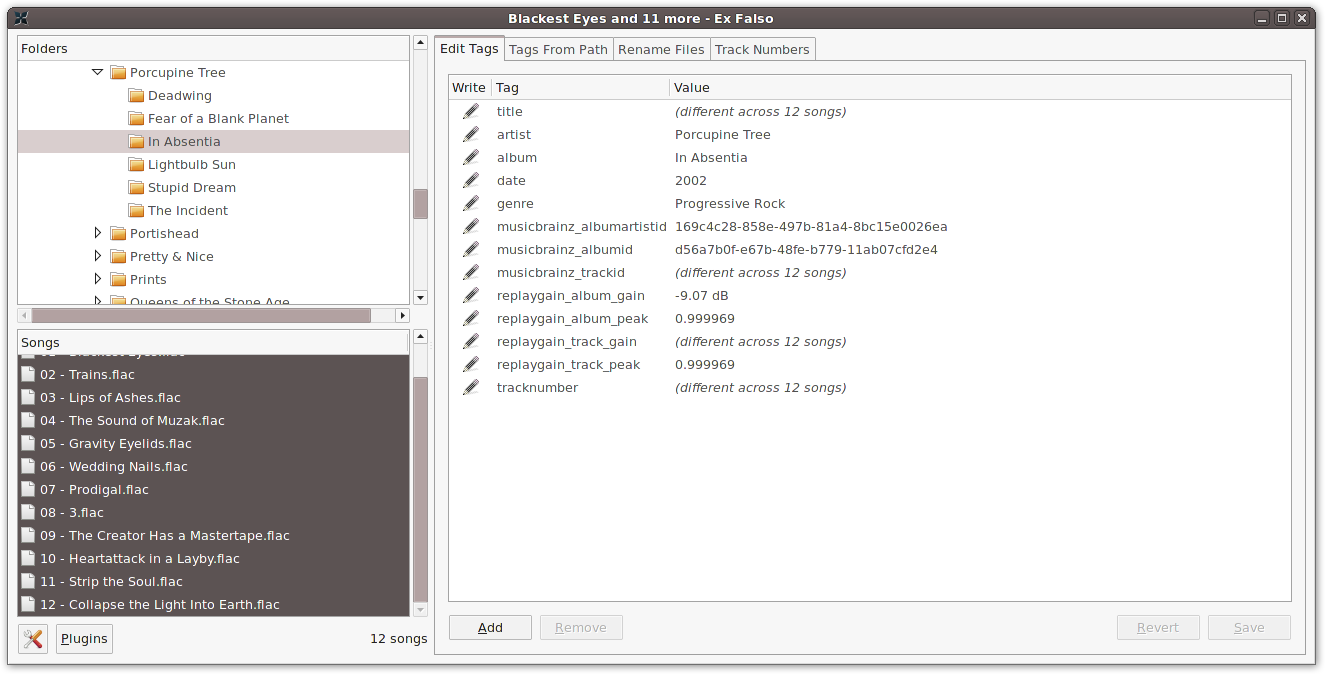 Blackest Eyes and 11 more - Ex Falso
Folders
Porcupine Tree
Deadwing
Fear of a Blank Planet
In Absentia
Lightbulb Sun
Stupid Dream
The Incident
Portishead
Pretty & Nice
Prints
Queens of the Stone Age
Songs
02 - Trains.flac
03 - Lips of Ashes.flac
04 - The Sound of Muzak.flac
05 - Gravity Eyelids.flac
06 - Wedding Nails.flac
07 - Prodigal.flac
08 - 3.flac
09 - The Creator Has a Mastertape.flac
10 - Heartattack in a Layby.flac
11 - Strip the Soul.flac
12 - Collapse the Light Into Earth.flac
Plugins
12 songs
Edit Tags Tags From Path Rename Files Track Numbers
Write Tag Value
title (different across 12 songs)
artist Porcupine Tree
album In Absentia
date 2002
genre Progressive Rock
musicbrainz_albumartistid 169c4c28-858e-497b-81a4-8bc15e0026ea
musicbrainz_albumid d56a7b0f-e67b-48fe-b779-11ab07cfd2e4
musicbrainz_trackid (different across 12 songs)
replaygain_album_gain -9.07 dB
replaygain_album_peak 0.999969
replaygain_track_gain (different across 12 songs)
replaygain_track_peak 0.999969
tracknumber (different across 12 songs)
Add Remove Revert Save